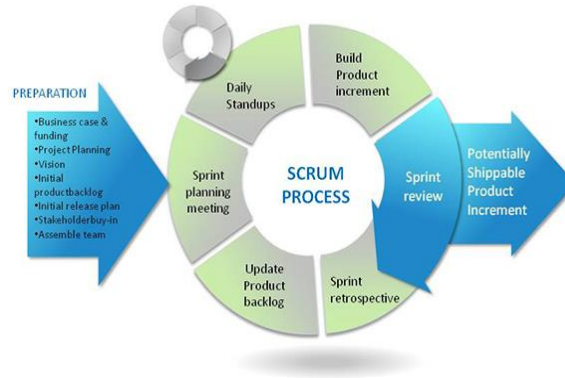 PREPARATION
•Business case &
funding
•Project Planning
•Vision
•Initial
productbacklog
•Initial release plan
•Stakeholderbuy-in
•Assemble team
Daily
Standups
Build
Product
increment
Sprint
planning
meeting
SCRUM
PROCESS
Sprint
review
Potentially
Shippable
Product
Increment
Update
Product
backlog
Sprint
retrospective